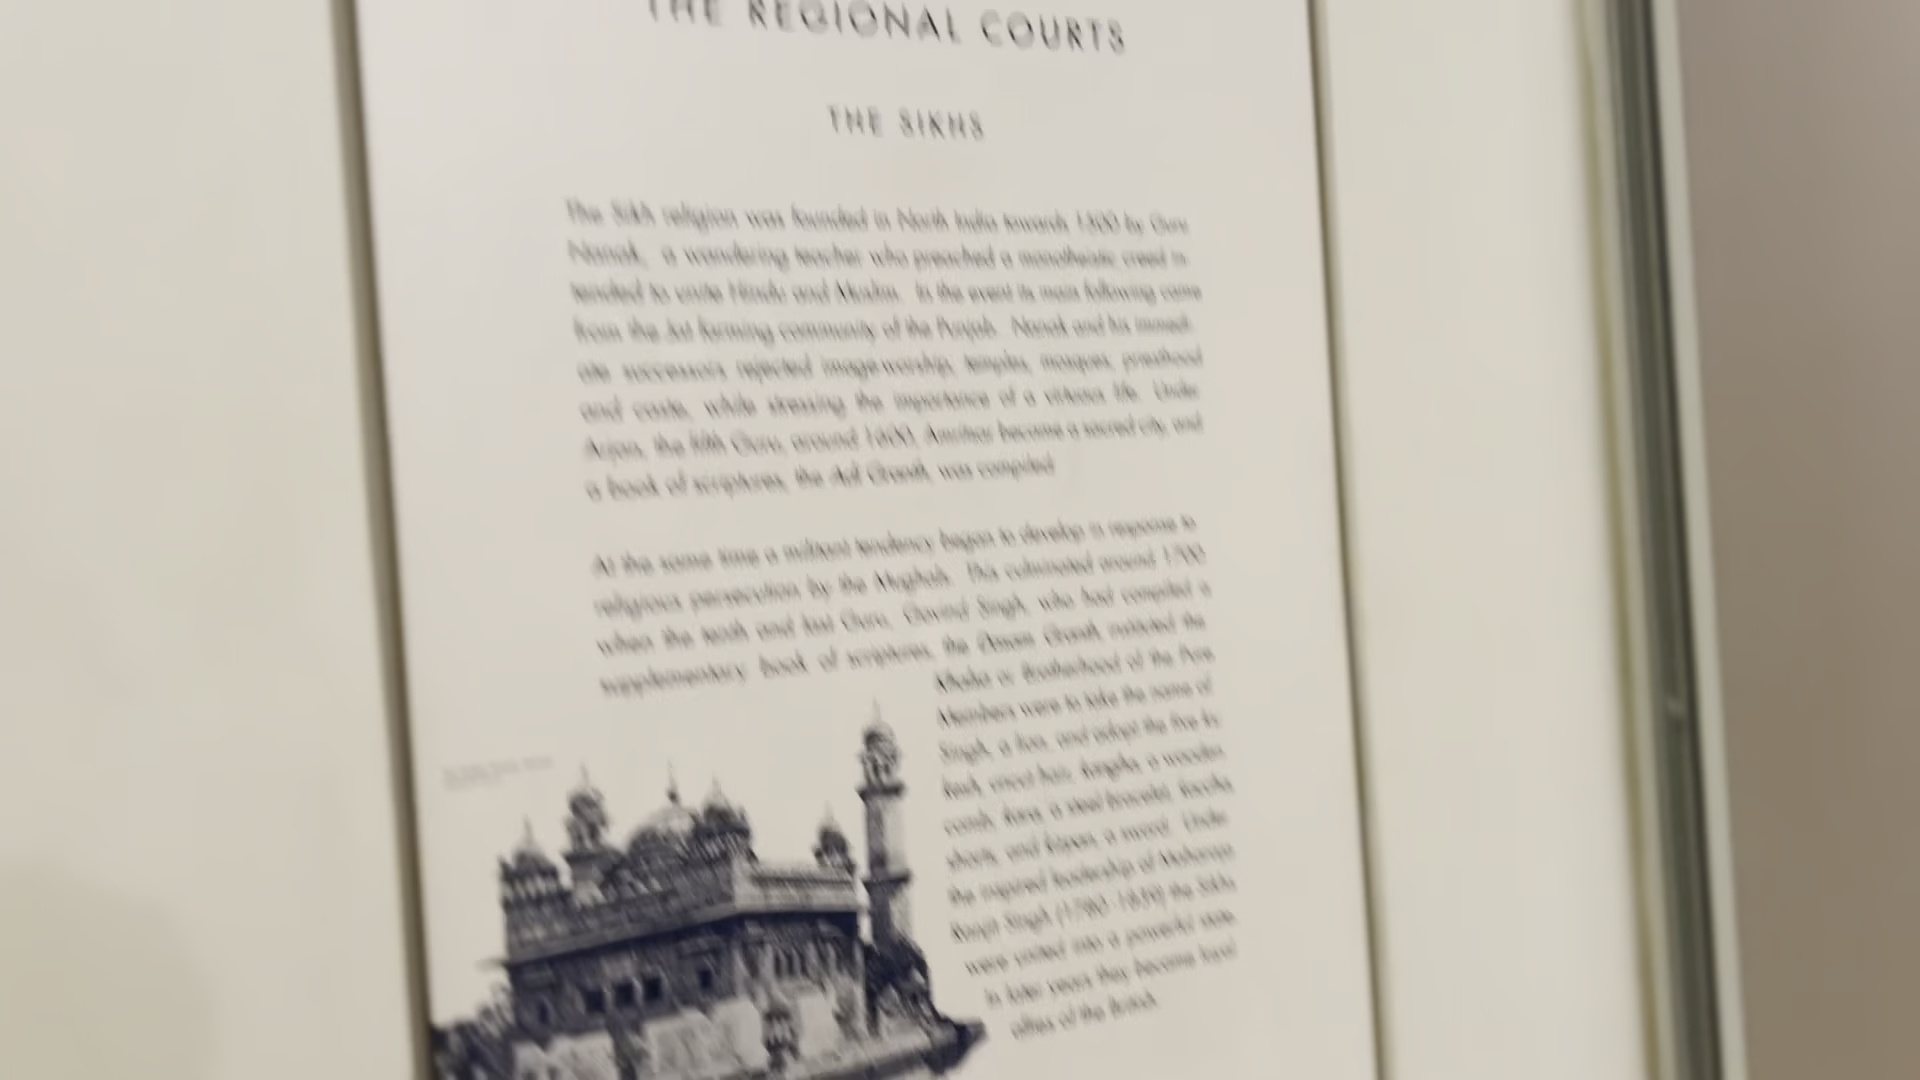 THE REGIONAL COURTS
THE SIKHS
The Sikh religion was founded in North India towards 1500 by Guru
Nanak, a wandering teacher who preached a monotheistic creed in-
tended to unite Hindu and Muslim. In the event its main following came
from the Jat farming community of the Punjab. Nanak and his immedi-
ate successors rejected image-worship, temples, mosques, priesthood
and caste, while stressing the importance of a virtuous life. Under
Arjan, the fifth Guru, around 1600, Amritsar became a sacred city, and
a book of scriptures, the Adi Granth, was compiled.
At the same time a militant tendency began to develop in response to
religious persecution by the Mughals. This culminated around 1700
when the tenth and last Guru, Govind Singh, who had compiled a
supplementary book of scriptures, the Dasam Granth, instituted the
Khalsa or Brotherhood of the Pure.
Members were to take the name of
Singh, a lion, and adopt the five ks:
kesh, uncut hair, kangha, a wooden
comb, kara, a steel bracelet, kaccha,
shorts, and kirpan, a sword. Under
the inspired leadership of Maharaja
Ranjit Singh (1780-1839) the Sikhs
were united into a powerful state.
In later years they became loyal
allies of the British.